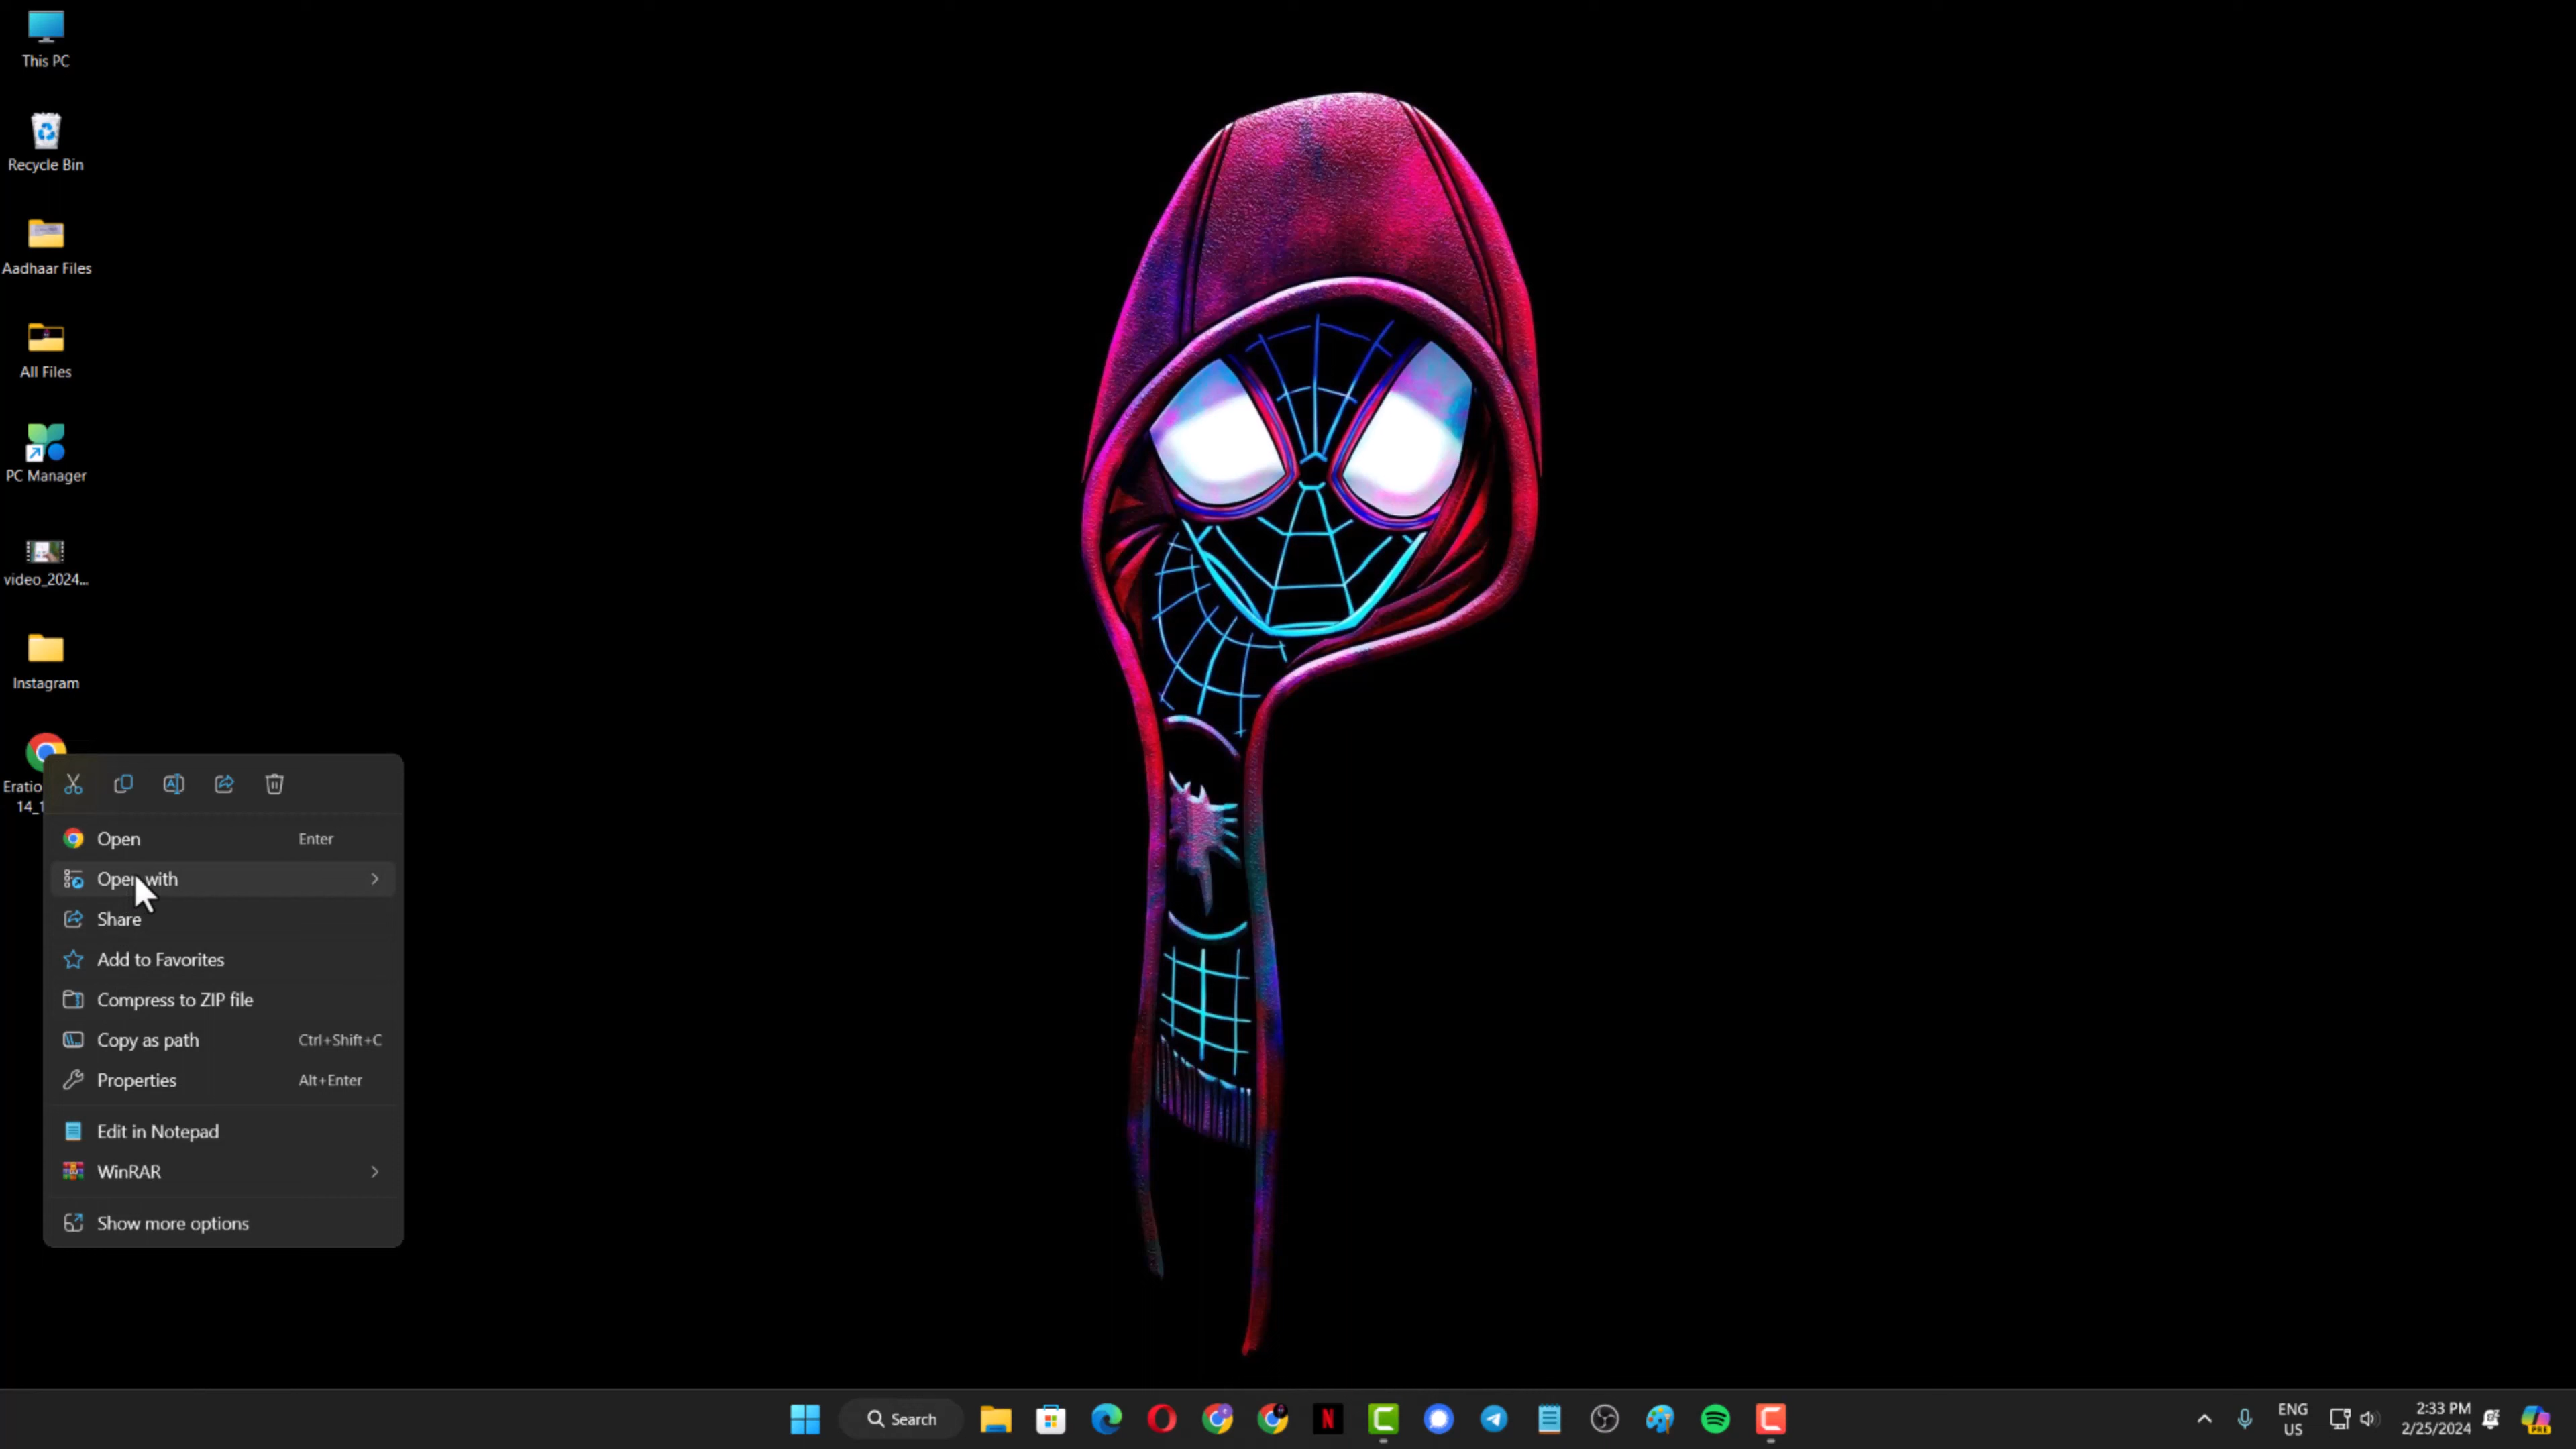 This PC
Recycle Bin
Aadhaar Files
All Files
PC Manager
video_2024...
Instagram
Eratio
14_1
Open Enter
Open with
Share
Add to Favorites
Compress to ZIP file
Copy as path Ctrl+Shift+C
Properties Alt+Enter
Edit in Notepad
WinRAR
Show more options
Search
ENG
US
2:33 PM
2/25/2024
PRE